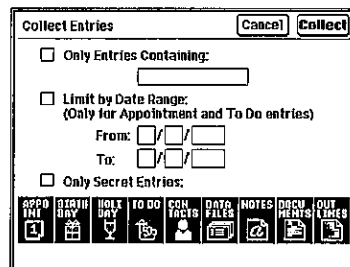 Collect Entries Cancel Collect
Only Entries Containing:
Limit by Date Range:
(Only for Appointment and To Do entries)
From: / /
To: / /
Only Secret Entries:
APPO INT BIRTH DAY HOLI DAY TO DO CON TACTS DATA FILES NOTES DOCU MENTS OUT LINES
1